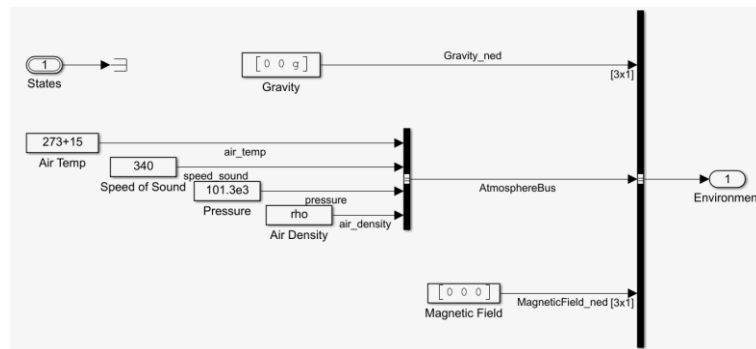 1
States
[ 0 0 g ]
Gravity
Gravity_ned
[3x1]
273+15
Air Temp
air_temp
340
Speed of Sound
speed_sound
101.3e3
Pressure
pressure
rho
Air Density
air_density
AtmosphereBus
1
Environmen
[ 0 0 0 ]
Magnetic Field
MagneticField_ned [3x1]